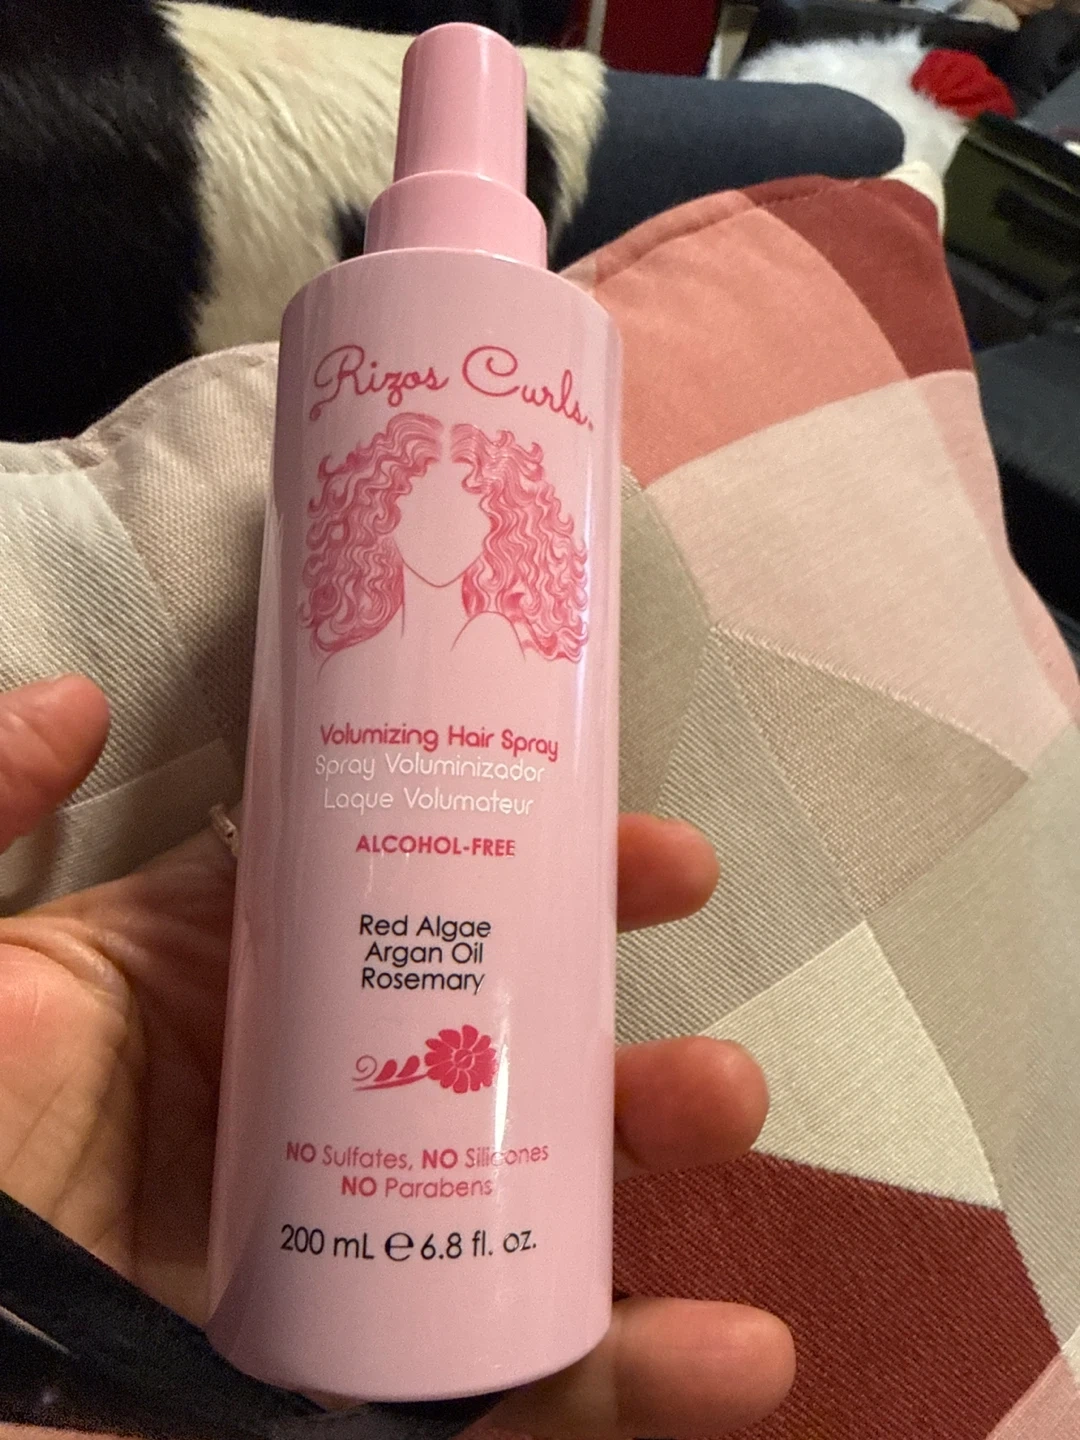 Rizos Curls
Volumizing Hair Spray
Spray Voluminizador
Laque Volumateur
ALCOHOL-FREE
Red Algae
Argan Oil
Rosemary
NO Sulfates, NO Silicones
NO Parabens
200 mL ℮ 6.8 fl. oz.